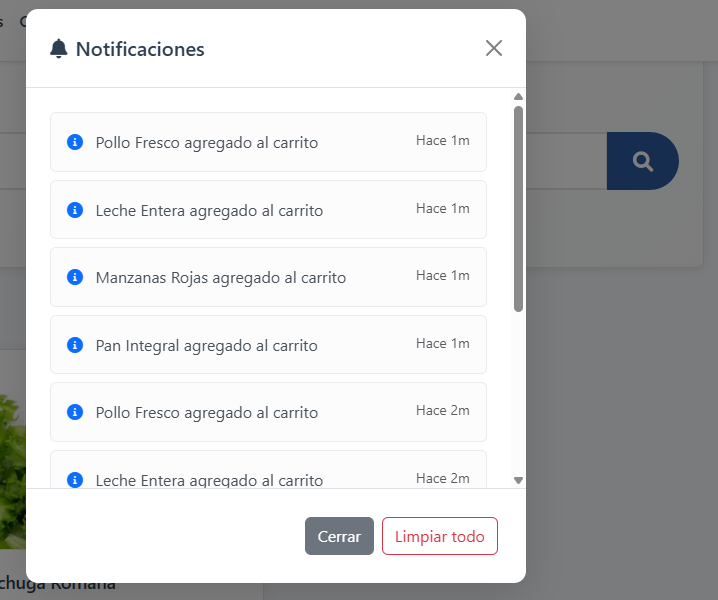 Notificaciones
Pollo Fresco agregado al carrito Hace 1m
Leche Entera agregado al carrito Hace 1m
Manzanas Rojas agregado al carrito Hace 1m
Pan Integral agregado al carrito Hace 1m
Pollo Fresco agregado al carrito Hace 2m
Leche Entera agregado al carrito Hace 2m
Cerrar Limpiar todo
chuga Romana